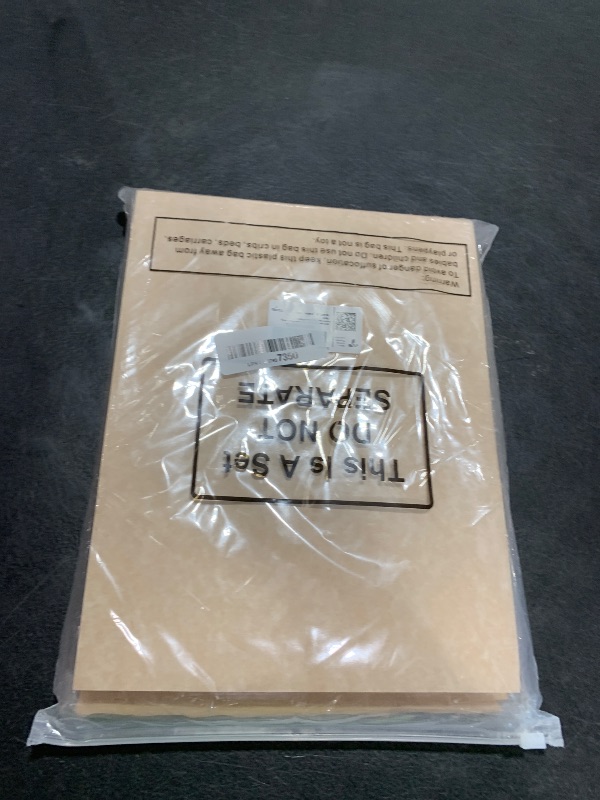 Warning:
To avoid danger of suffocation, keep this plastic bag away from
babies and children. Do not use this bag in cribs, beds, carriages,
or playpens. This bag is not a toy.
This Is A Set
DO NOT
SEPARATE
7350